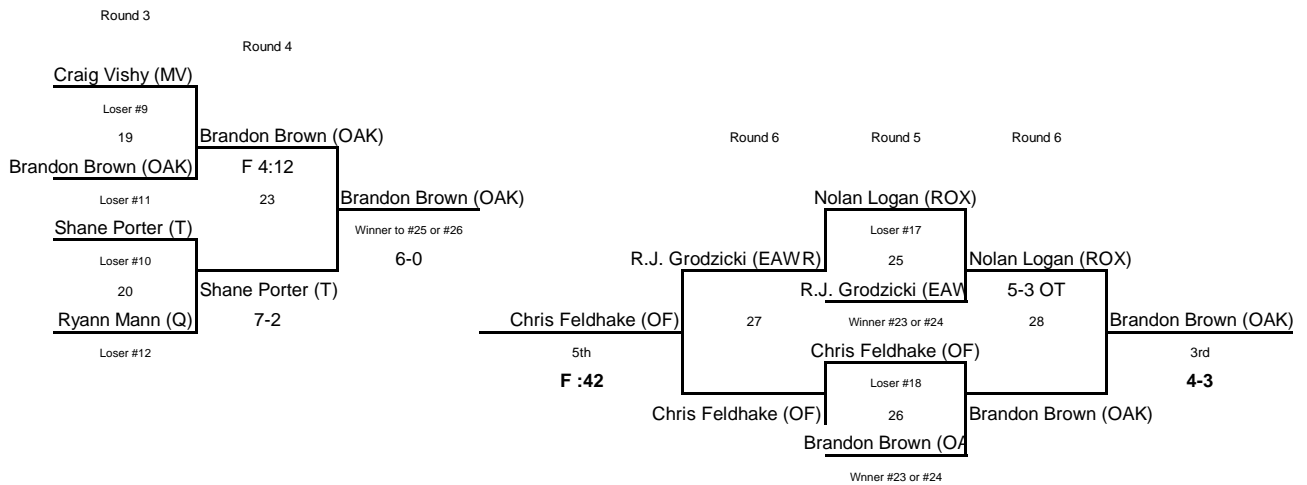 Round 3
Round 4
Craig Vishy (MV)
Loser #9
19
Brandon Brown (OAK)
Brandon Brown (OAK)
F 4:12
Loser #11
23
Brandon Brown (OAK)
Shane Porter (T)
Winner to #25 or #26
Loser #10
6-0
20
Shane Porter (T)
Ryann Mann (Q)
7-2
Loser #12
Round 6
Round 5
Round 6
Nolan Logan (ROX)
Loser #17
R.J. Grodzicki (EAWR)
25
Nolan Logan (ROX)
R.J. Grodzicki (EAW
5-3 OT
Chris Feldhake (OF)
27
Winner #23 or #24
28
Brandon Brown (OAK)
5th
Chris Feldhake (OF)
3rd
F :42
Loser #18
4-3
Chris Feldhake (OF)
26
Brandon Brown (OAK)
Brandon Brown (OA
Wnner #23 or #24